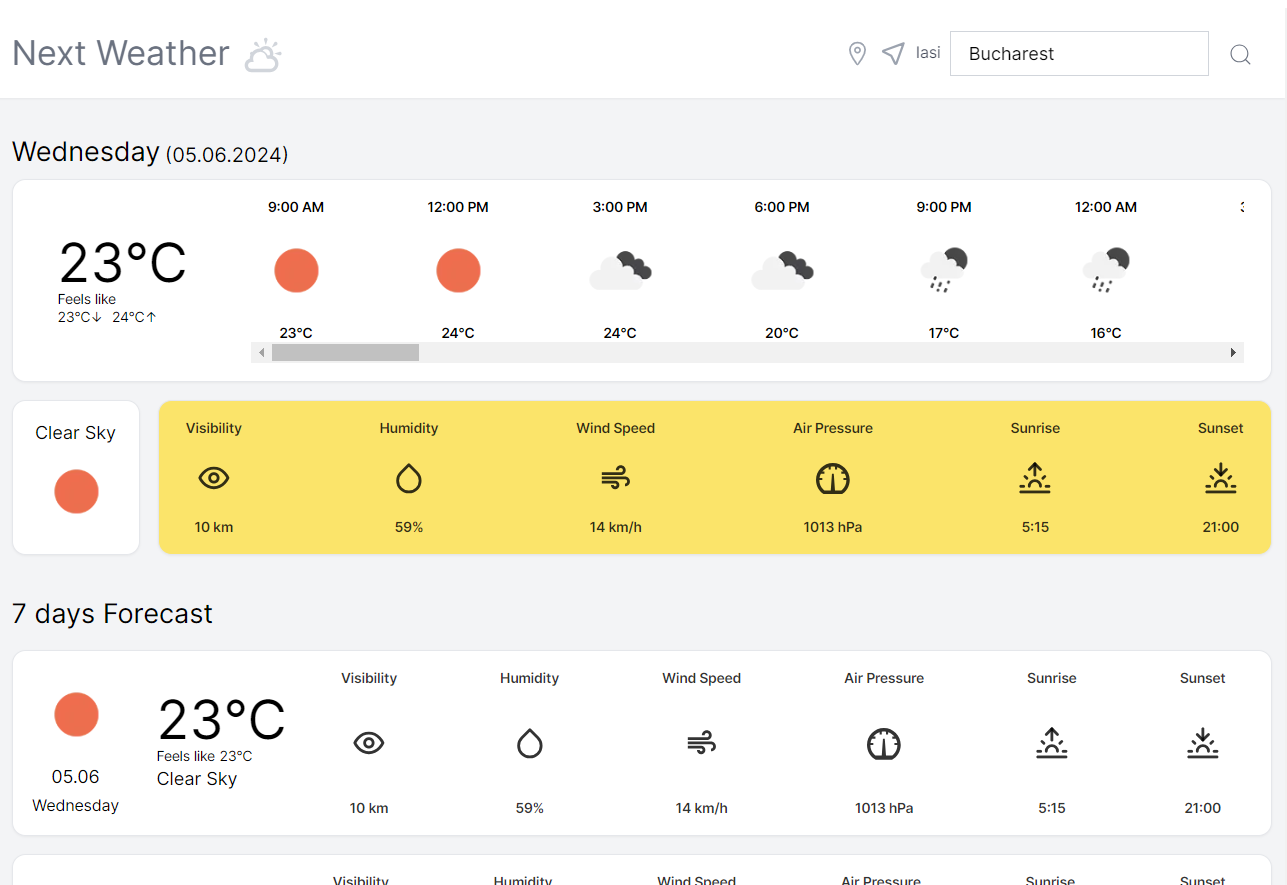 Next Weather
Iasi
Bucharest
Wednesday (05.06.2024)
9:00 AM 12:00 PM 3:00 PM 6:00 PM 9:00 PM 12:00 AM
23°C
Feels like
23°C↓ 24°C↑
23°C 24°C 24°C 20°C 17°C 16°C
Clear Sky
Visibility Humidity Wind Speed Air Pressure Sunrise Sunset
10 km 59% 14 km/h 1013 hPa 5:15 21:00
7 days Forecast
Visibility Humidity Wind Speed Air Pressure Sunrise Sunset
23°C
Feels like 23°C
Clear Sky
05.06
Wednesday
10 km 59% 14 km/h 1013 hPa 5:15 21:00
Visibility Humidity Wind Speed Air Pressure Sunrise Sunset